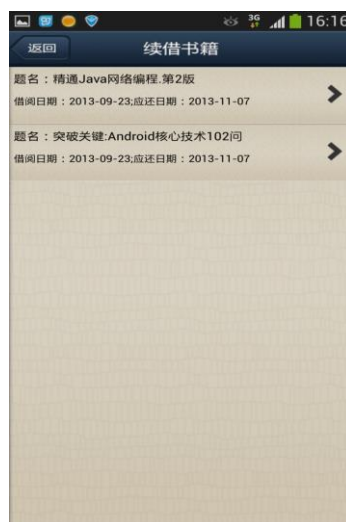 3G 16:16
返回 续借书籍
题名：精通Java网络编程.第2版
借阅日期：2013-09-23;应还日期：2013-11-07
题名：突破关键:Android核心技术102问
借阅日期：2013-09-23;应还日期：2013-11-07